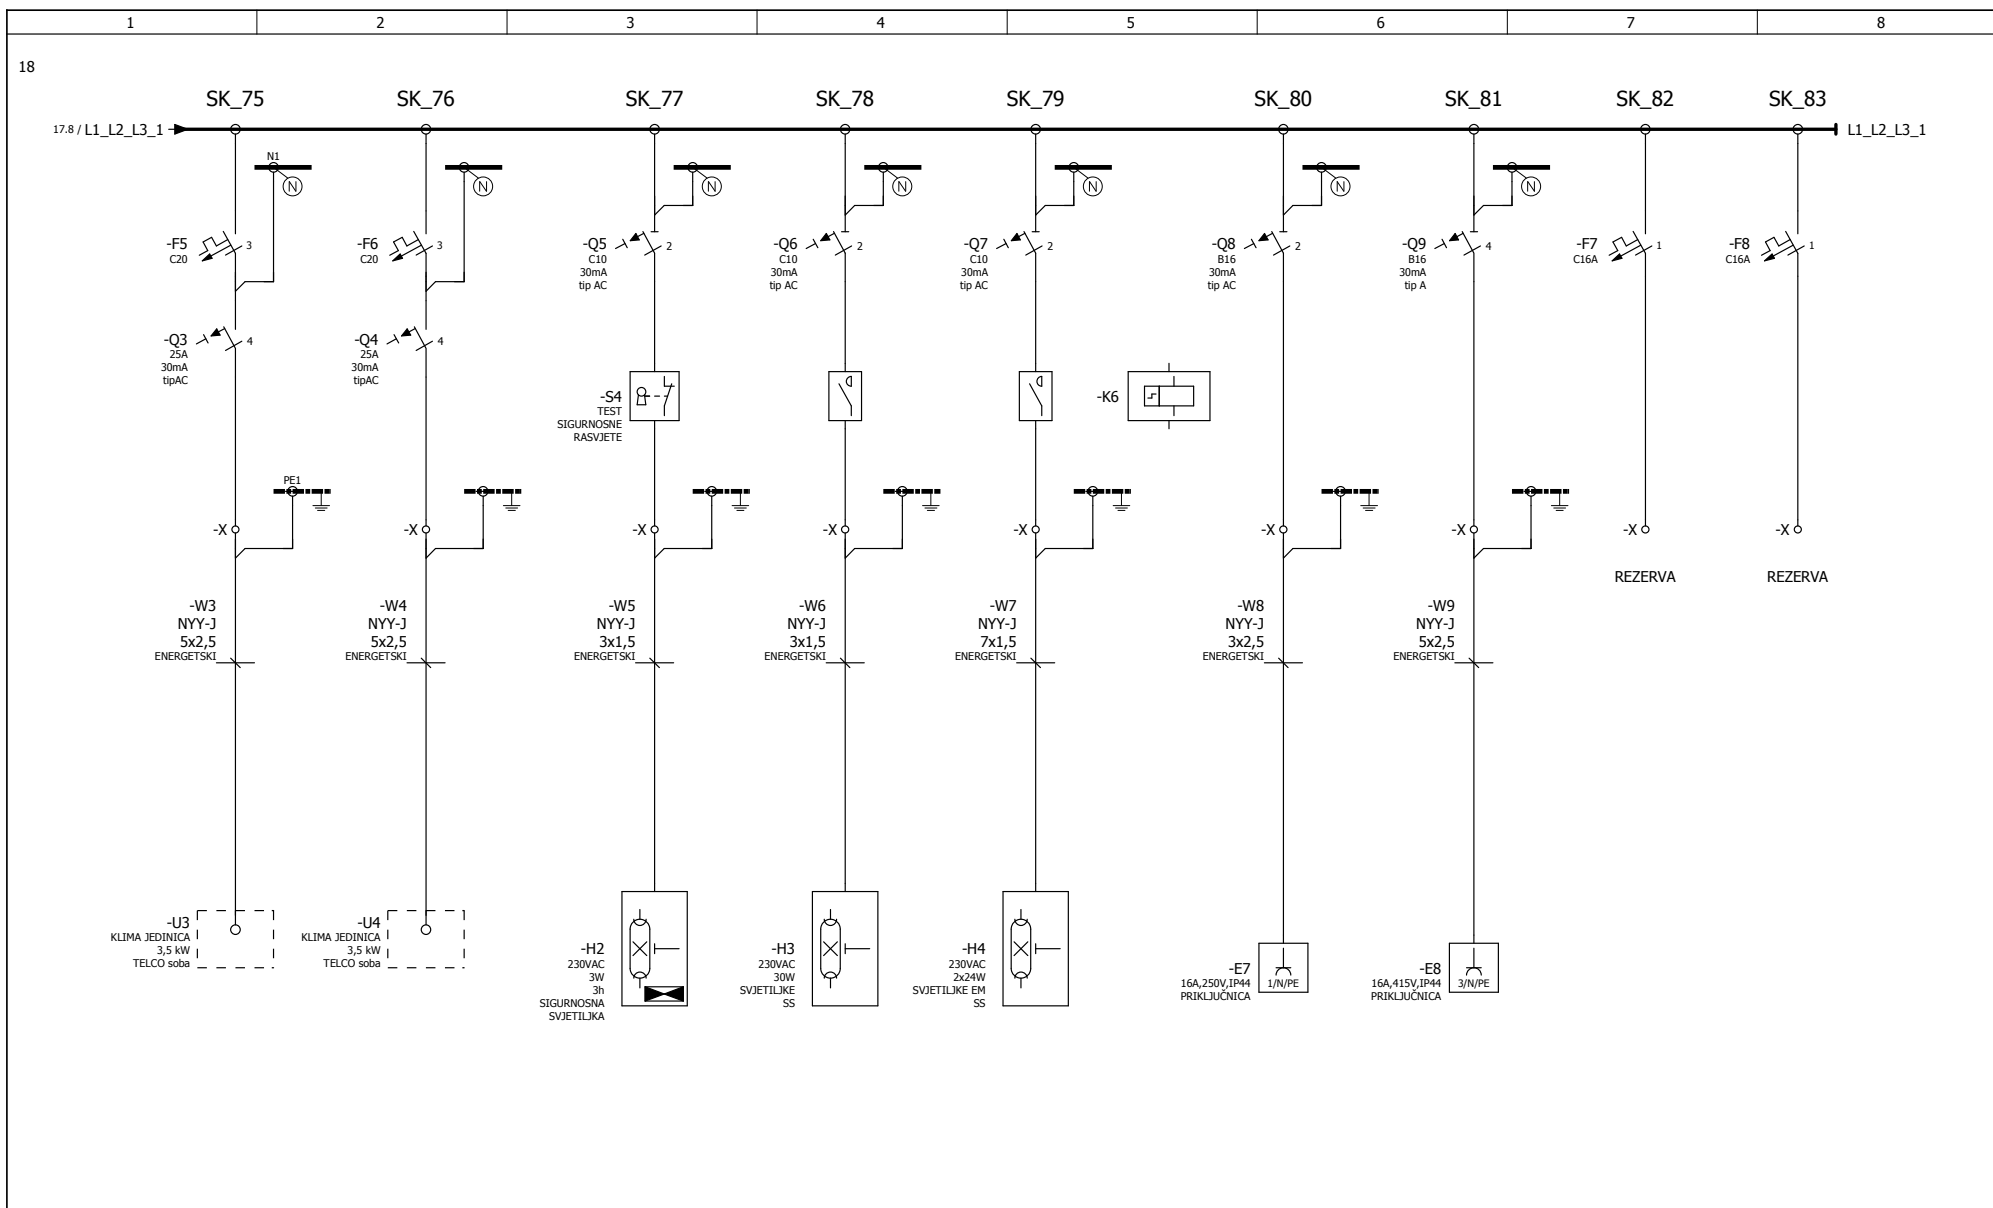 1 2 3 4 5 6 7 8
18
SK_75 SK_76 SK_77 SK_78 SK_79 SK_80 SK_81 SK_82 SK_83
17.8 / L1_L2_L3_1 L1_L2_L3_1
N1
N N N N N N N
-F5 3 -F6 3 -Q5 2 -Q6 2 -Q7 2 -Q8 2 -Q9 4 -F7 1 -F8 1
C20 C20 C10 C10 C10 B16 B16 C16A C16A
30mA 30mA 30mA 30mA 30mA
tip AC tip AC tip AC tip AC tip A
-Q3 4 -Q4 4
25A 25A
30mA 30mA
tipAC tipAC
-S4 -K6
TEST
SIGURNOSNE
RASVJETE
PE1
-X -X -X -X -X -X -X -X -X
REZERVA REZERVA
-W3 -W4 -W5 -W6 -W7 -W8 -W9
NYY-J NYY-J NYY-J NYY-J NYY-J NYY-J NYY-J
5x2,5 5x2,5 3x1,5 3x1,5 7x1,5 3x2,5 5x2,5
ENERGETSKI ENERGETSKI ENERGETSKI ENERGETSKI ENERGETSKI ENERGETSKI ENERGETSKI
-U3 -U4
KLIMA JEDINICA KLIMA JEDINICA
3,5 kW 3,5 kW
TELCO soba TELCO soba
-H2 -H3 -H4
230VAC 230VAC 230VAC
3W 30W 2x24W
3h SVJETILJKE SVJETILJKE EM
SIGURNOSNA SS SS
SVJETILJKA
-E7 -E8
16A,250V,IP44 1/N/PE 16A,415V,IP44 3/N/PE
PRIKLJUČNICA PRIKLJUČNICA